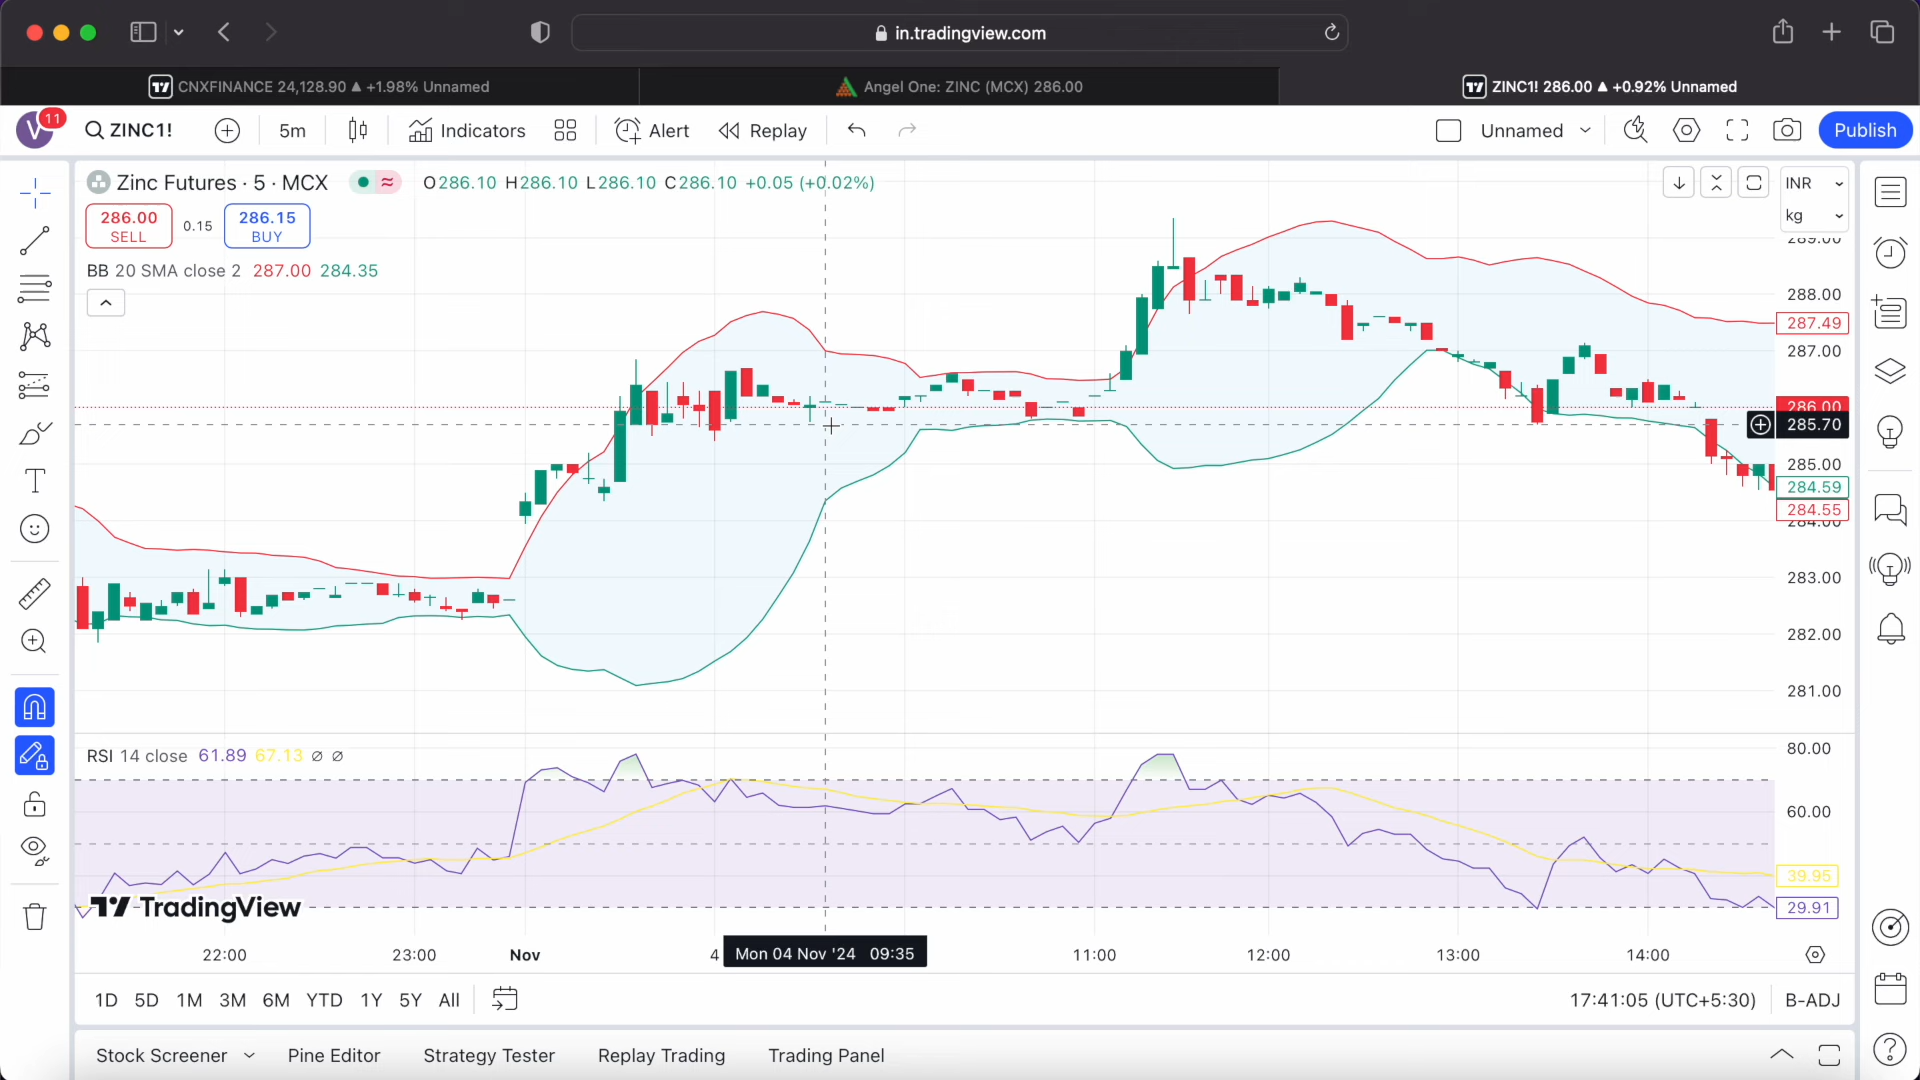 in.tradingview.com
CNXFINANCE 24,128.90 ▲ +1.98% Unnamed
Angel One: ZINC (MCX) 286.00
ZINC1! 286.00 ▲ +0.92% Unnamed
V 11 ZINC1! 5m Indicators Alert Replay Unnamed Publish
Zinc Futures · 5 · MCX O286.10 H286.10 L286.10 C286.10 +0.05 (+0.02%)
INR
kg
286.00 SELL
0.15
286.15 BUY
BB 20 SMA close 2 287.00 284.35
289.00
288.00
287.49
287.00
286.00
285.70
285.00
284.59
284.55
284.00
283.00
282.00
281.00
RSI 14 close 61.89 67.13 ∅ ∅
80.00
60.00
39.95
29.91
TradingView
22:00 23:00 Nov 4 Mon 04 Nov '24 09:35 11:00 12:00 13:00 14:00
1D 5D 1M 3M 6M YTD 1Y 5Y All 17:41:05 (UTC+5:30) B-ADJ
Stock Screener Pine Editor Strategy Tester Replay Trading Trading Panel